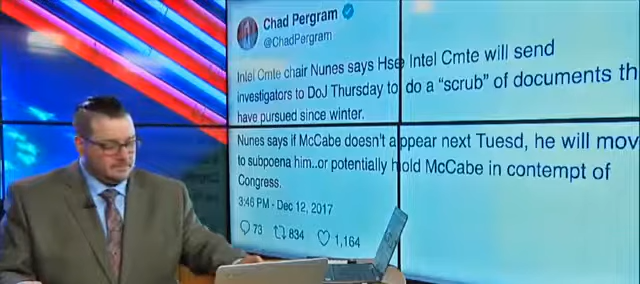 Chad Pergram
@ChadPergram
Intel Cmte chair Nunes says Hse Intel Cmte will send
investigators to DoJ Thursday to do a "scrub" of documents th
have pursued since winter.
Nunes says if McCabe doesn't appear next Tuesd, he will mov
to subpoena him..or potentially hold McCabe in contempt of
Congress.
3:46 PM - Dec 12, 2017
73 834 1,164